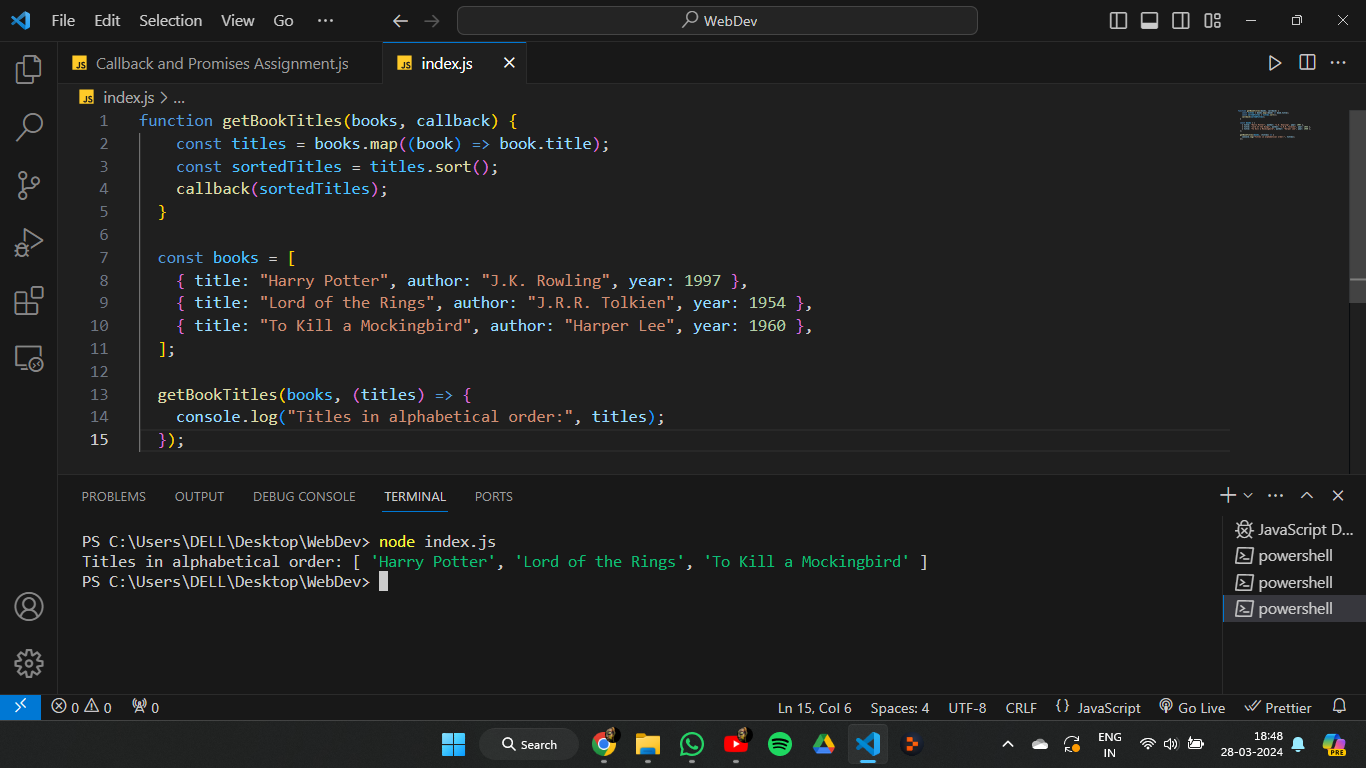 File Edit Selection View Go ··· WebDev
Callback and Promises Assignment.js index.js
index.js > ...
1 function getBookTitles(books, callback) {
2 const titles = books.map((book) => book.title);
3 const sortedTitles = titles.sort();
4 callback(sortedTitles);
5 }
6
7 const books = [
8 { title: "Harry Potter", author: "J.K. Rowling", year: 1997 },
9 { title: "Lord of the Rings", author: "J.R.R. Tolkien", year: 1954 },
10 { title: "To Kill a Mockingbird", author: "Harper Lee", year: 1960 },
11 ];
12
13 getBookTitles(books, (titles) => {
14 console.log("Titles in alphabetical order:", titles);
15 });
PROBLEMS OUTPUT DEBUG CONSOLE TERMINAL PORTS
PS C:\Users\DELL\Desktop\WebDev> node index.js
Titles in alphabetical order: [ 'Harry Potter', 'Lord of the Rings', 'To Kill a Mockingbird' ]
PS C:\Users\DELL\Desktop\WebDev>
JavaScript D...
powershell
powershell
powershell
0 0 0 Ln 15, Col 6 Spaces: 4 UTF-8 CRLF {} JavaScript Go Live Prettier
Search ENG 18:48
IN 28-03-2024 PRE